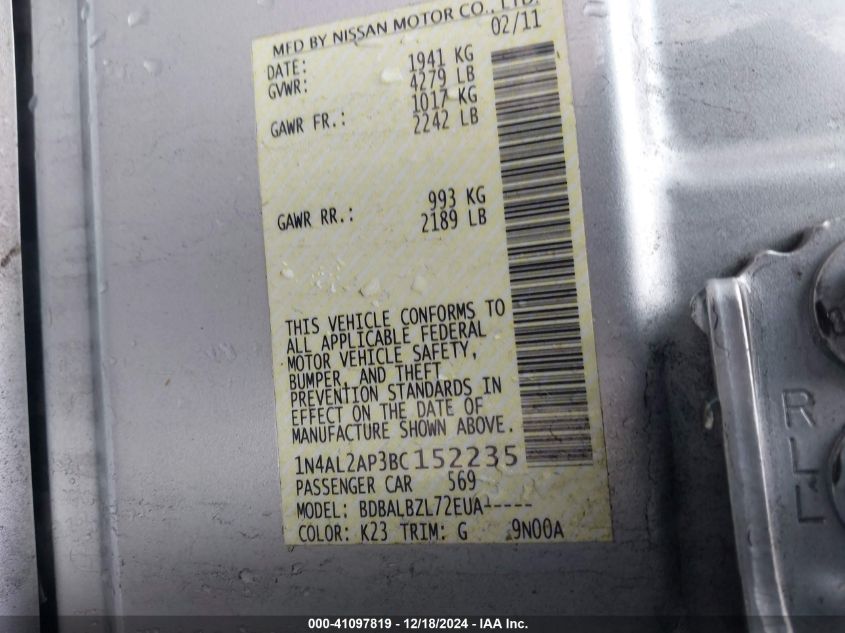 MFD BY NISSAN MOTOR CO., LTD.
DATE: 02/11
GVWR: 1941 KG
4279 LB
GAWR FR.: 1017 KG
2242 LB
GAWR RR.: 993 KG
2189 LB
THIS VEHICLE CONFORMS TO
ALL APPLICABLE FEDERAL
MOTOR VEHICLE SAFETY,
BUMPER, AND THEFT
PREVENTION STANDARDS IN
EFFECT ON THE DATE OF
MANUFACTURE SHOWN ABOVE.
1N4AL2AP3BC152235
PASSENGER CAR 569
MODEL: BDBALBZL72EUA-----
COLOR: K23 TRIM: G 9N00A
RLL
000-41097819 - 12/18/2024 - IAA Inc.